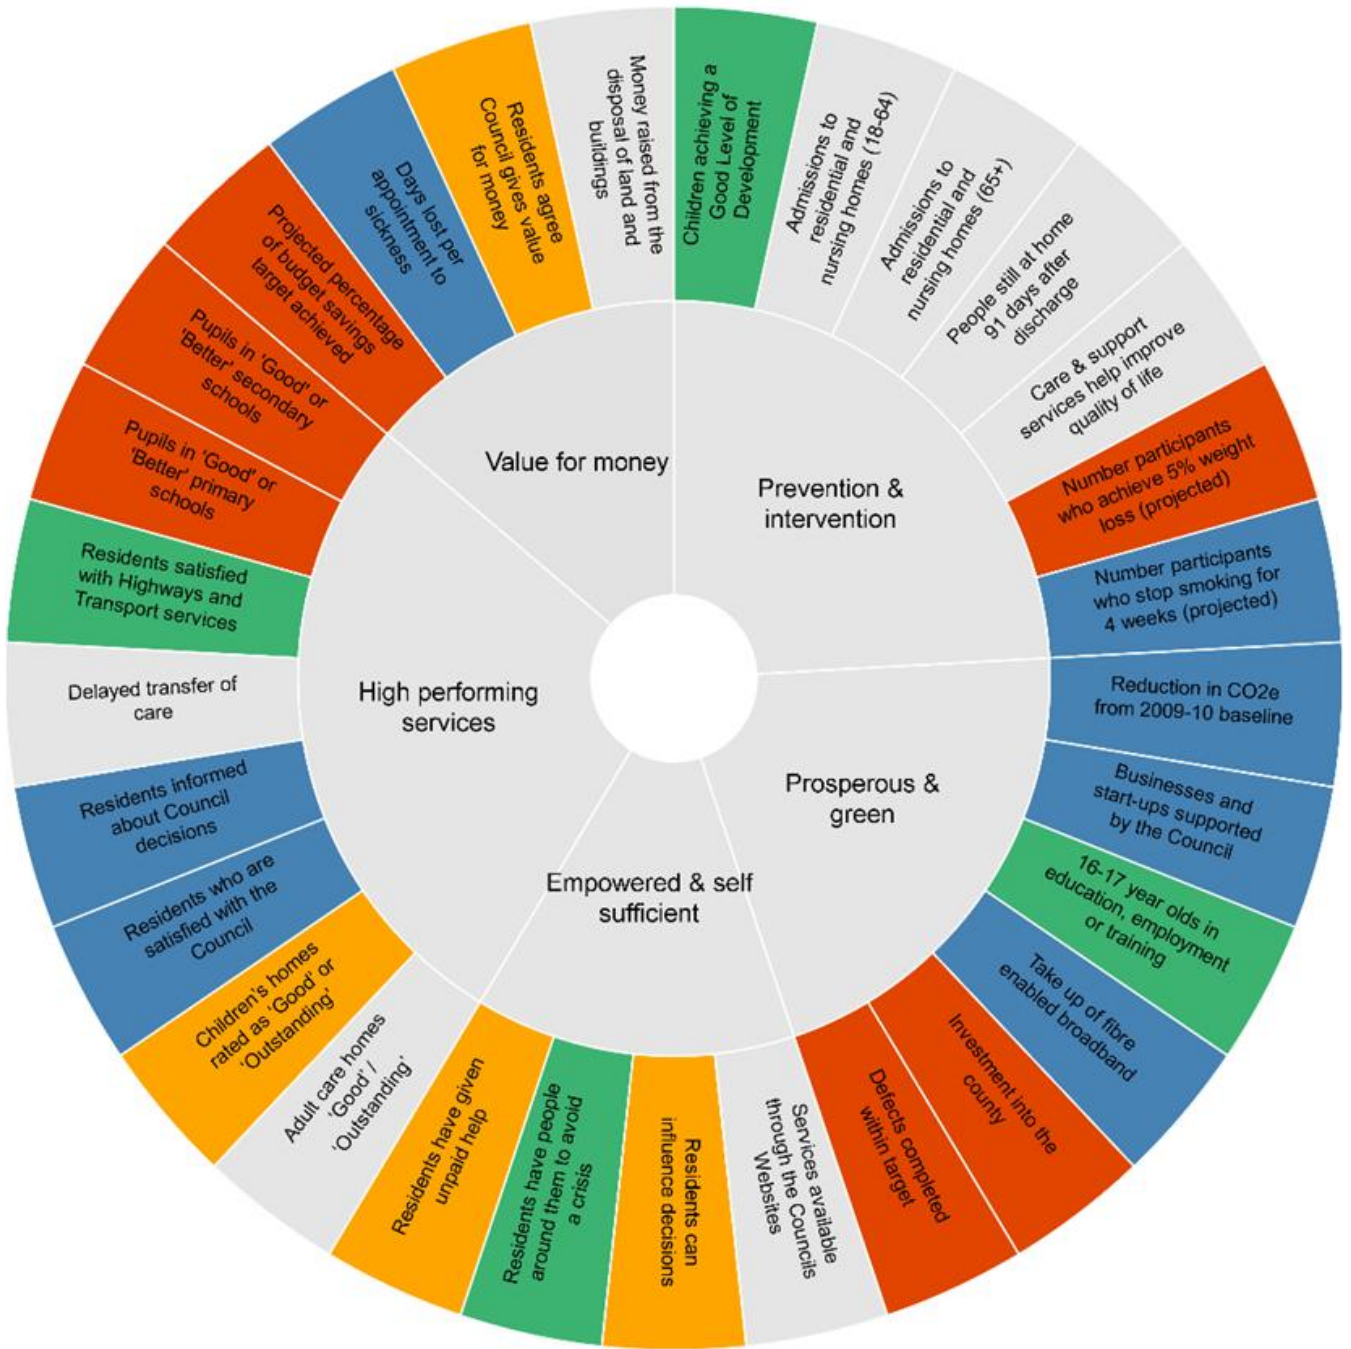 Children achieving a
Good Level of
Development
Admissions to
residential and
nursing homes (18-64)
Admissions to
residential and
nursing homes (65+)
People still at home
91 days after
discharge
Care & support
services help improve
quality of life
Number participants
who achieve 5% weight
loss (projected)
Number participants
who stop smoking for
4 weeks (projected)
Reduction in CO2e
from 2009-10 baseline
Businesses and
start-ups supported
by the Council
16-17 year olds in
education, employment
or training
Take up of fibre
enabled broadband
Investment into the
county
Defects completed
within target
Services available
through the Councils
Websites
Residents can
influence decisions
Residents have people
around them to avoid
a crisis
Residents have given
unpaid help
Adult care homes
'Good' /
'Outstanding'
Children's homes
rated as 'Good' or
'Outstanding'
Residents who are
satisfied with the
Council
Residents informed
about Council
decisions
Delayed transfer of
care
Residents satisfied
with Highways and
Transport services
Pupils in 'Good' or
'Better' primary
schools
Pupils in 'Good' or
'Better' secondary
schools
Projected percentage
of budget savings
target achieved
Days lost per
appointment to
sickness
Residents agree
Council gives value
for money
Money raised from the
disposal of land and
buildings
Value for money
Prevention &
intervention
Prosperous &
green
Empowered & self
sufficient
High performing
services